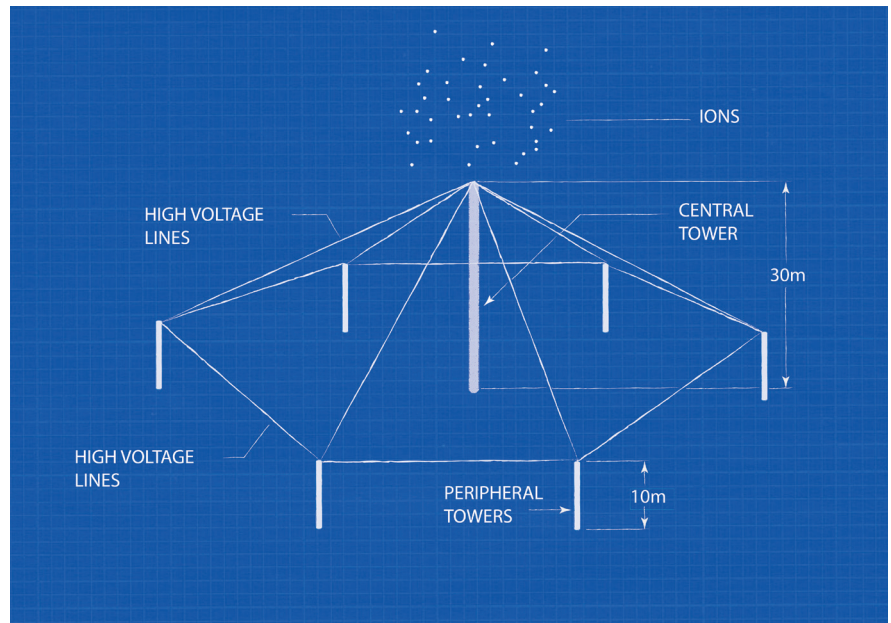 IONS
HIGH VOLTAGE
LINES
CENTRAL
TOWER
30m
HIGH VOLTAGE
LINES
PERIPHERAL
TOWERS
10m